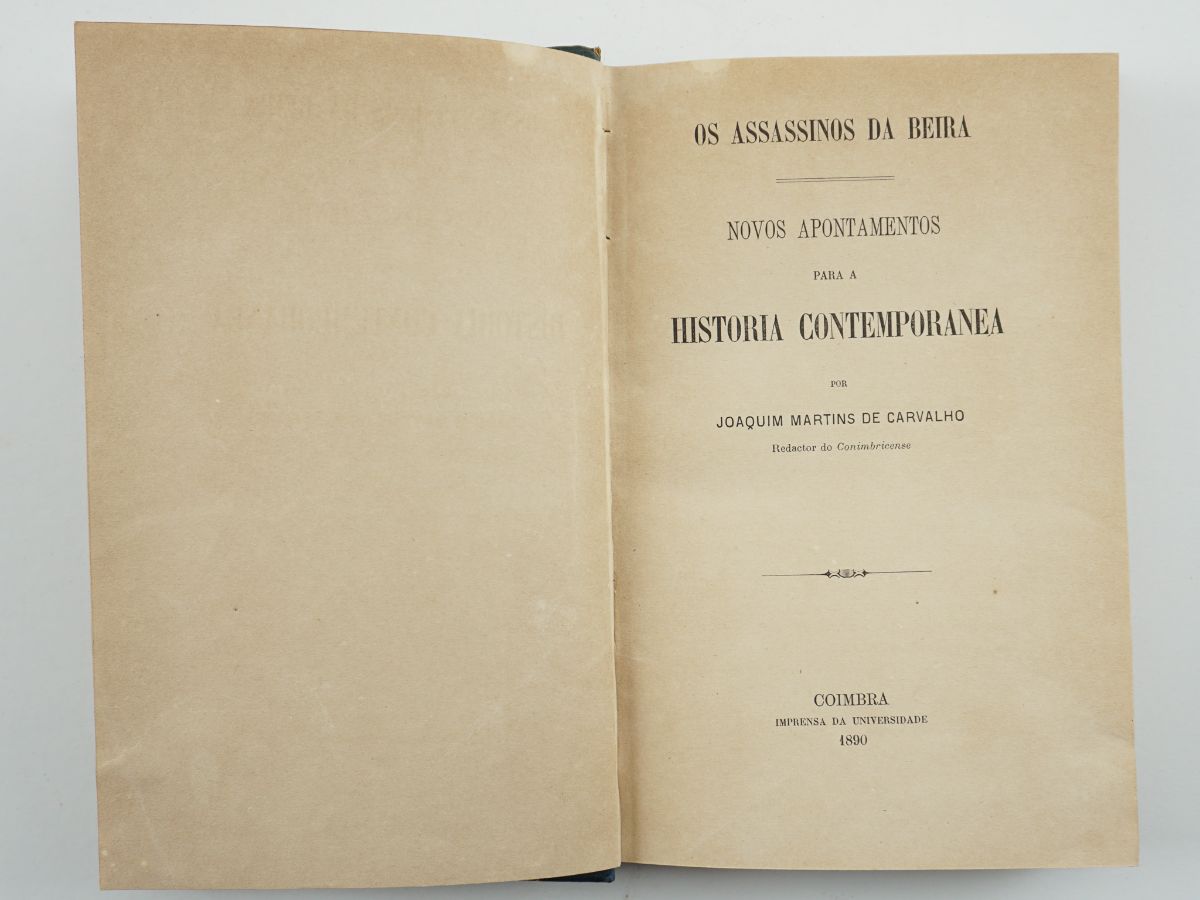 OS ASSASSINOS DA BEIRA
NOVOS APONTAMENTOS
PARA A
HISTORIA CONTEMPORANEA
POR
JOAQUIM MARTINS DE CARVALHO
Redactor do Conimbricense
COIMBRA
IMPRENSA DA UNIVERSIDADE
1890